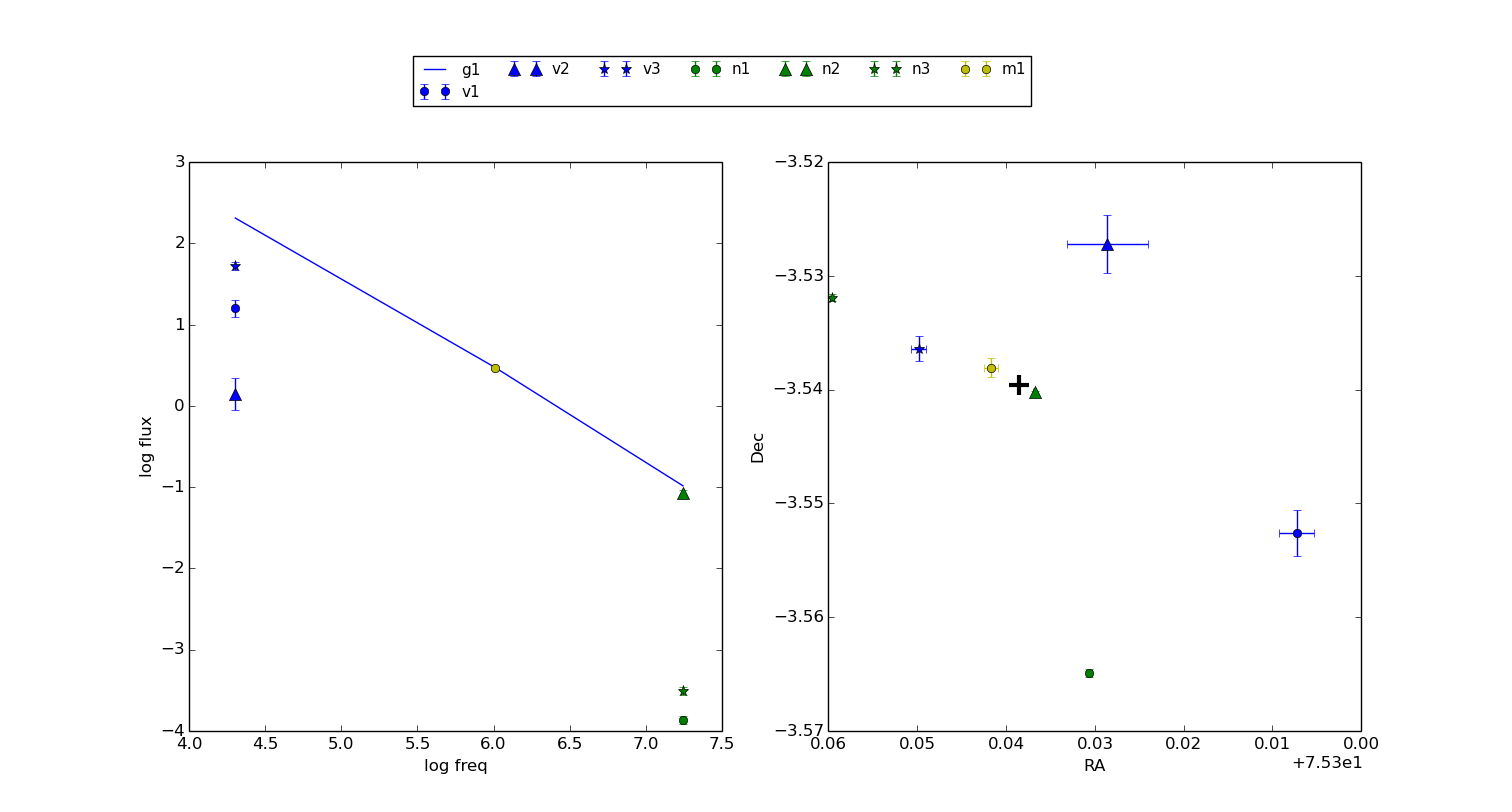 g1 v2 v3 n1 n2 n3 m1
v1
3
2
1
0
−1
−2
−3
−4
log flux
4.0 4.5 5.0 5.5 6.0 6.5 7.0 7.5
log freq
−3.52
−3.53
−3.54
−3.55
−3.56
−3.57
Dec
0.06 0.05 0.04 0.03 0.02 0.01 0.00
+7.53e1
RA